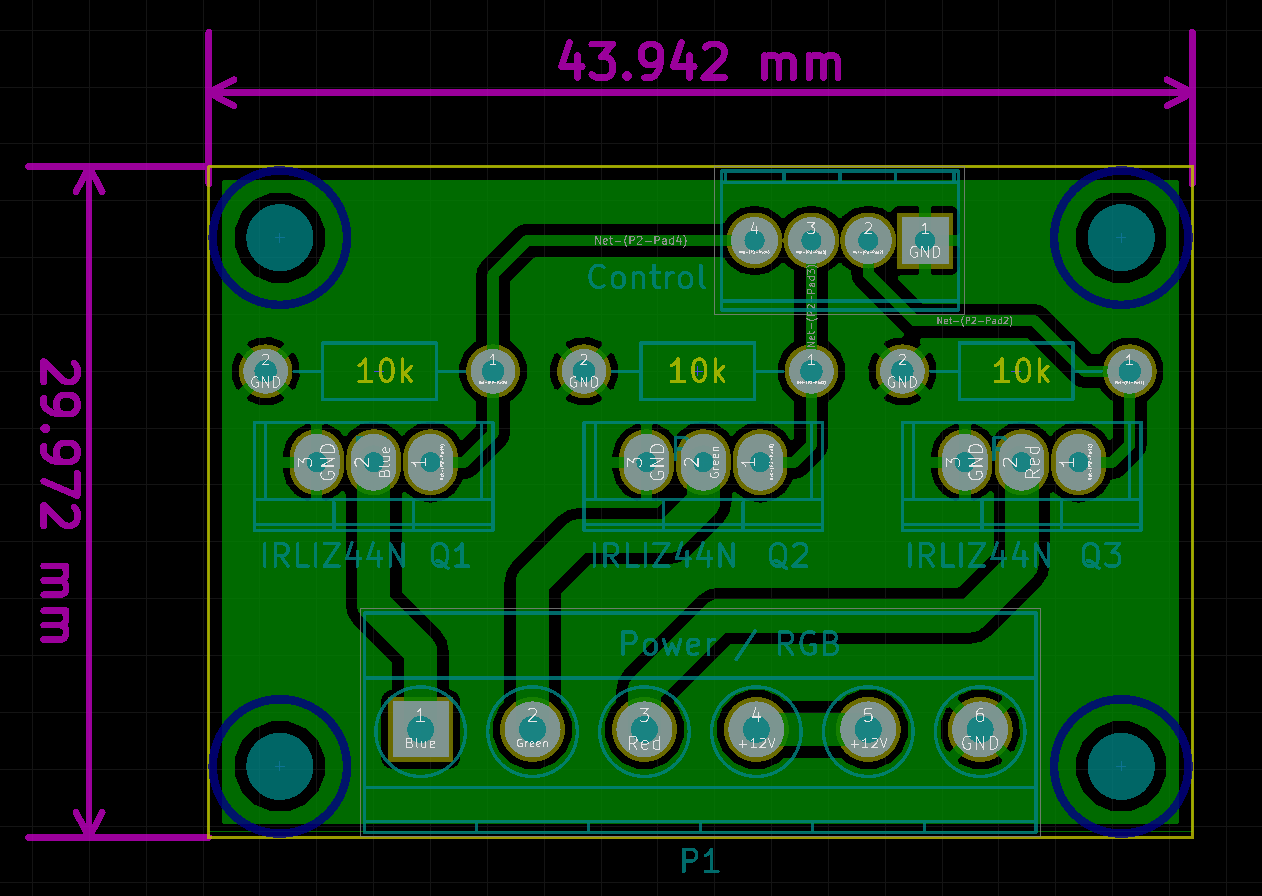 43.942 mm
29.972 mm
4
3
2
1
GND
Net-(P2-Pad4)
Control
Net-(P2-Pad3)
Net-(P2-Pad2)
2
GND
10k
1
2
GND
10k
1
2
GND
10k
1
3
GND
2
Blue
1
3
GND
2
Green
1
3
GND
2
Red
1
IRLIZ44N Q1
IRLIZ44N Q2
IRLIZ44N Q3
Power / RGB
1
Blue
2
Green
3
Red
4
+12V
5
+12V
6
GND
P1